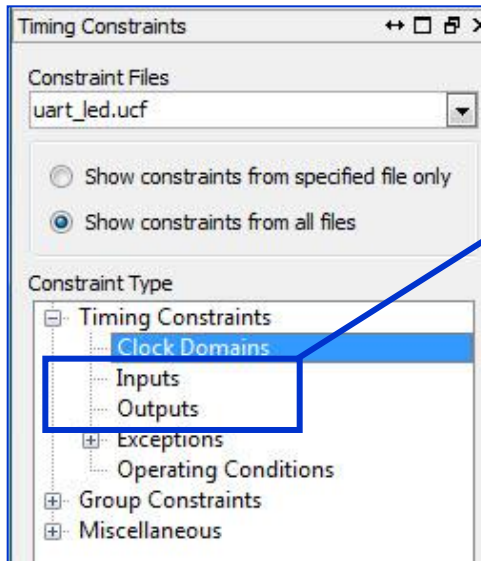 Timing Constraints
Constraint Files
uart_led.ucf
Show constraints from specified file only
Show constraints from all files
Constraint Type
Timing Constraints
Clock Domains
Inputs
Outputs
Exceptions
Operating Conditions
Group Constraints
Miscellaneous